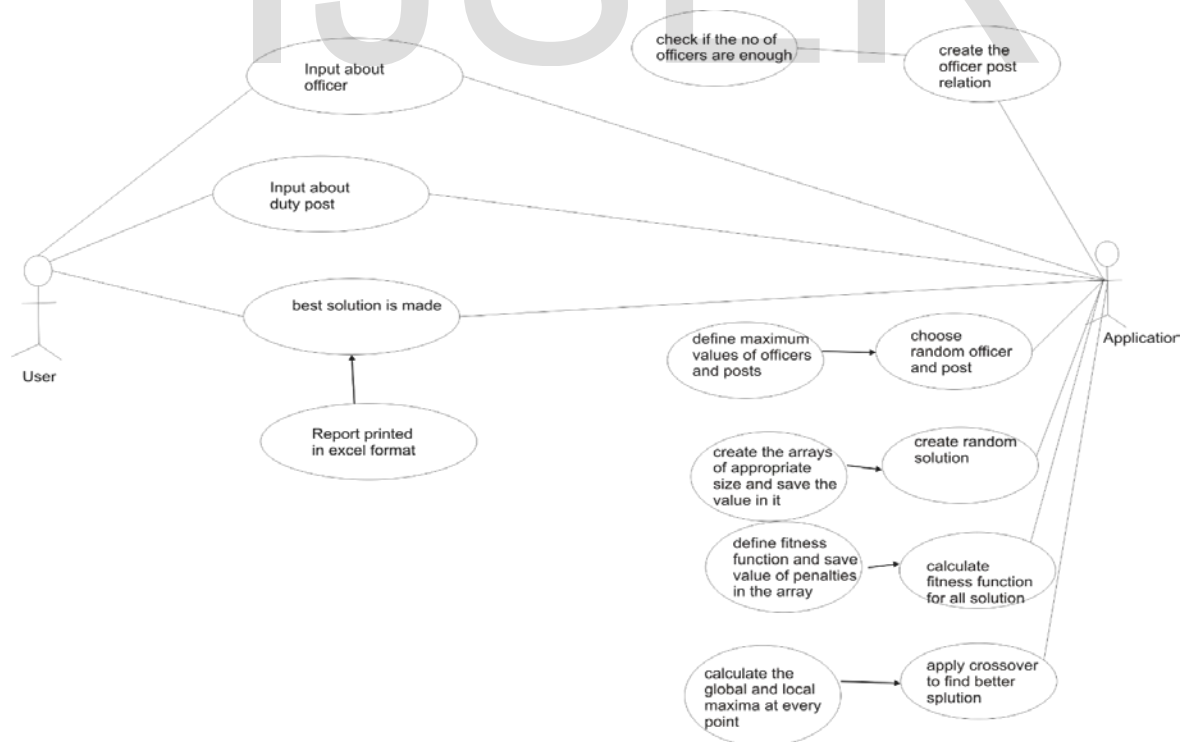 IJSER
check if the no of
officers are enough
create the
officer post
relation
Input about
officer
Input about
duty post
best solution is made
User
Report printed
in excel format
Application
define maximum
values of officers
and posts
choose
random officer
and post
create the arrays
of appropriate
size and save the
value in it
create random
solution
define fitness
function and save
value of penalties
in the array
calculate
fitness function
for all solution
calculate the
global and local
maxima at every
point
apply crossover
to find better
splution